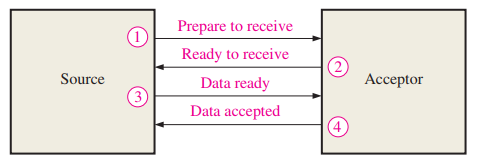 Prepare to receive
①
Ready to receive
②
Source
Acceptor
Data ready
③
Data accepted
④